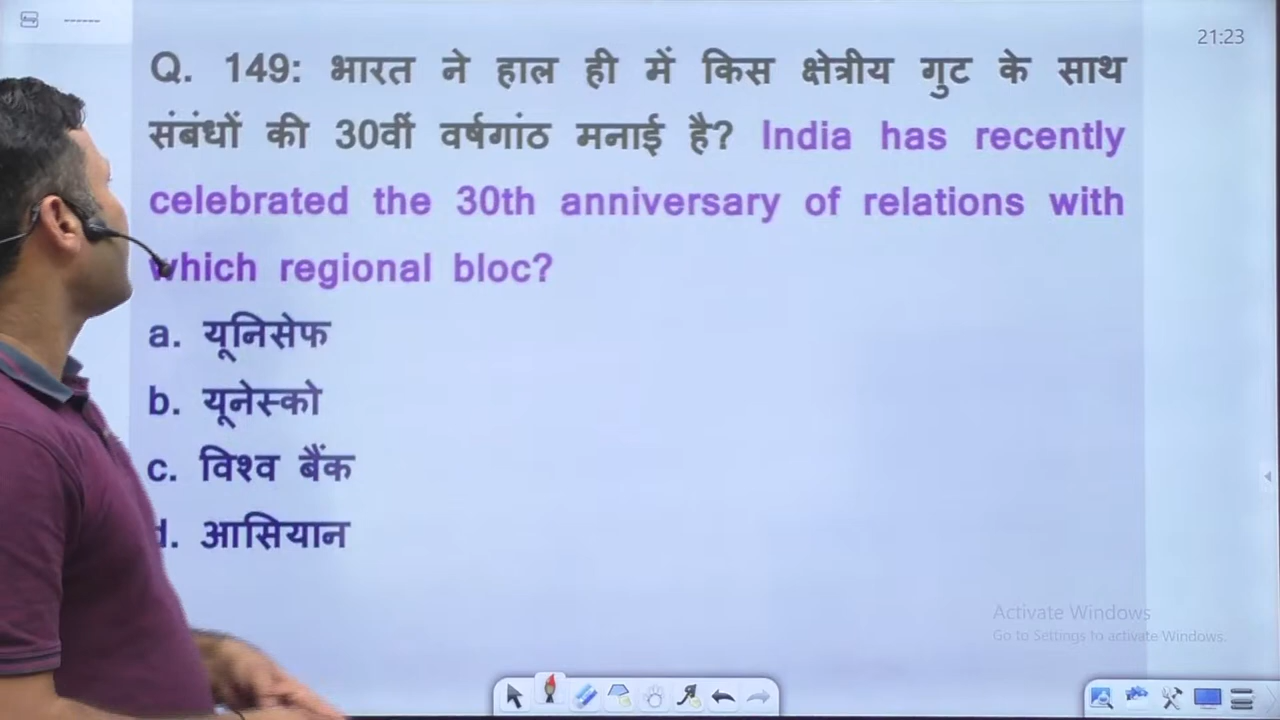 21:23
Q. 149: भारत ने हाल ही में किस क्षेत्रीय गुट के साथ
संबंधों की 30वीं वर्षगांठ मनाई है? India has recently
celebrated the 30th anniversary of relations with
which regional bloc?
a. यूनिसेफ
b. यूनेस्को
c. विश्व बैंक
d. आसियान
Activate Windows
Go to Settings to activate Windows.